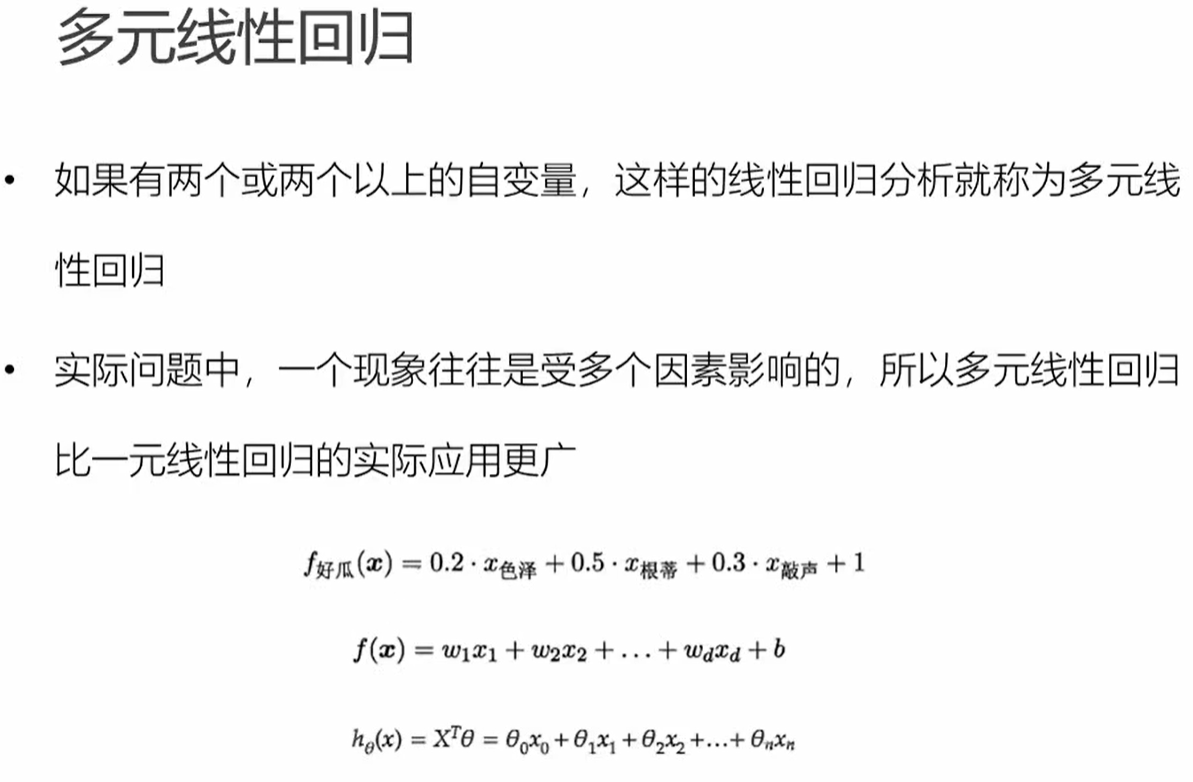 多元线性回归
• 如果有两个或两个以上的自变量，这样的线性回归分析就称为多元线
性回归
• 实际问题中，一个现象往往是受多个因素影响的，所以多元线性回归
比一元线性回归的实际应用更广
f好瓜(x) = 0.2 · x色泽 + 0.5 · x根蒂 + 0.3 · x敲声 + 1
f(x) = w₁x₁ + w₂x₂ + . . . + w_dx_d + b
h_θ(x) = Xᵀθ = θ₀x₀ + θ₁x₁ + θ₂x₂ +...+ θₙxₙ